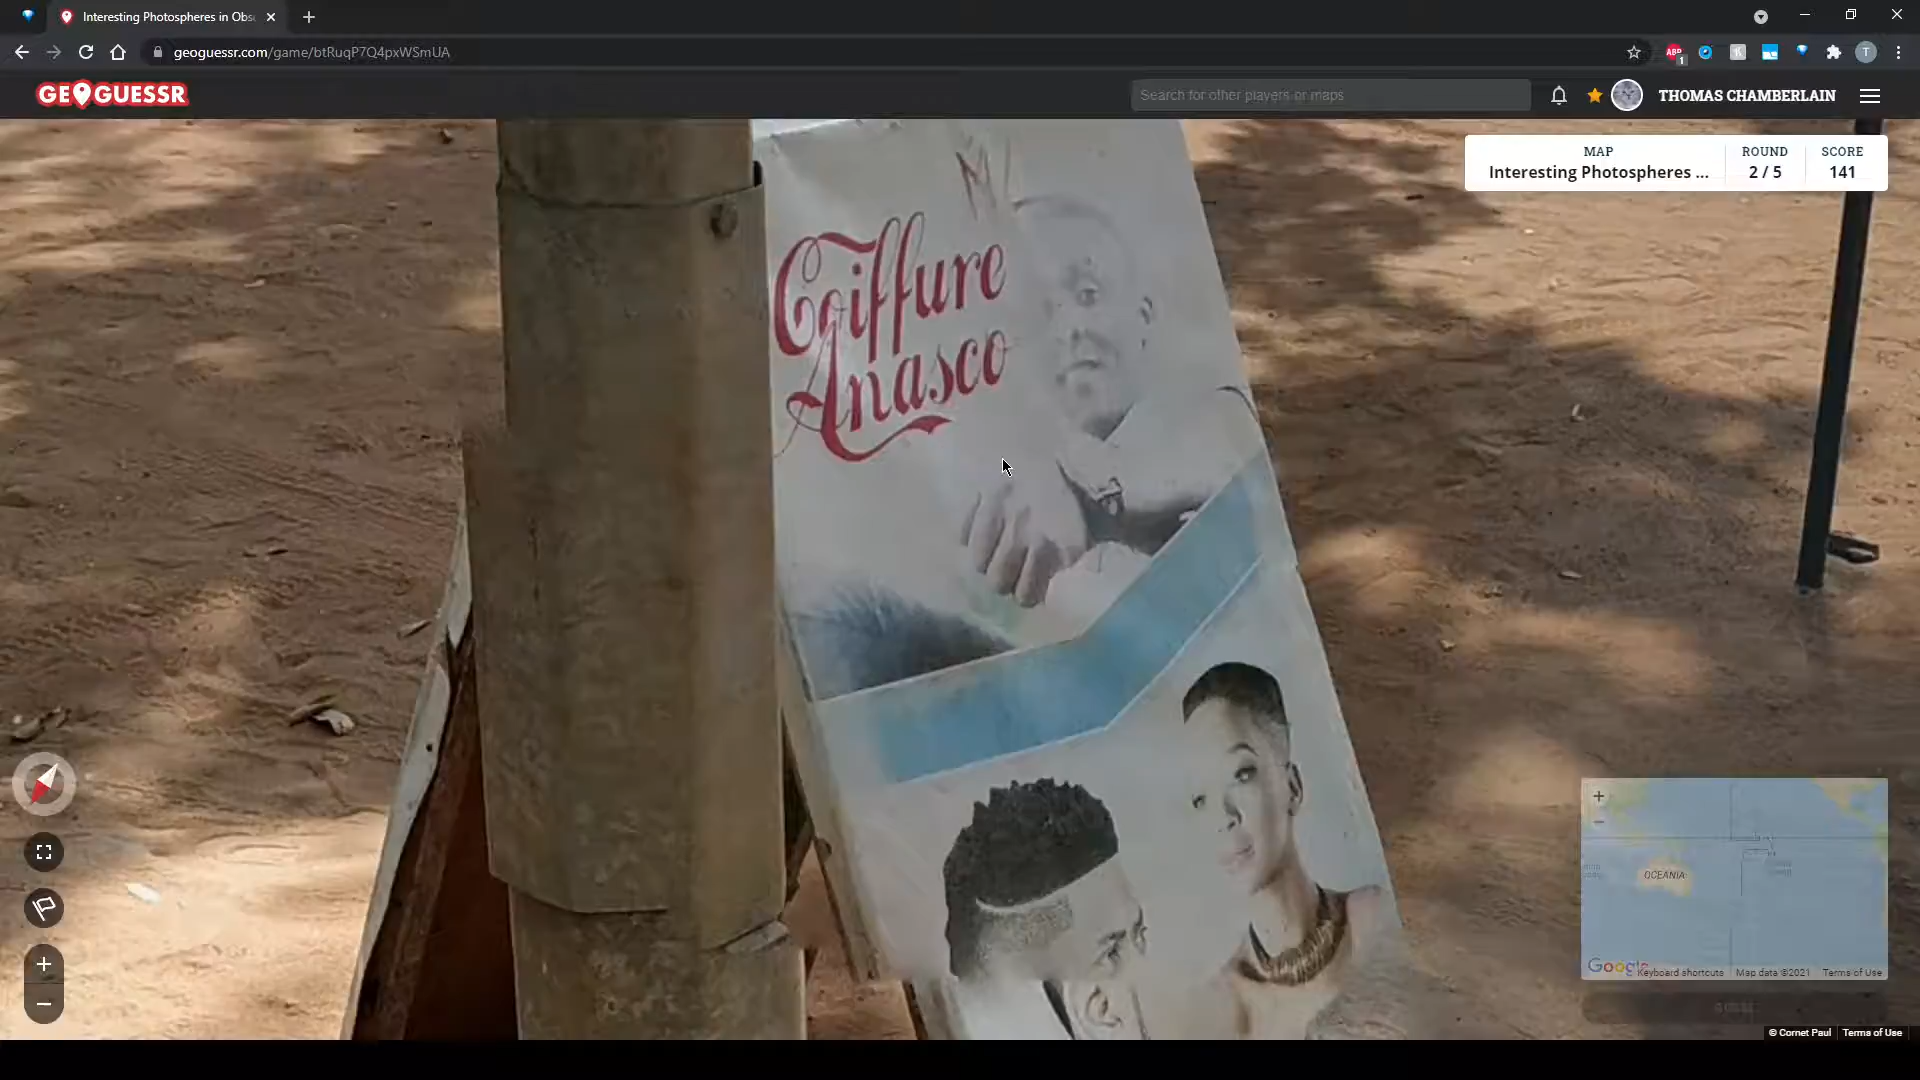 Interesting Photospheres in Obs
geoguessr.com/game/btRuqP7Q4pxWSmUA
ABP
1
T
GEOGUESSR
Search for other players or maps
THOMAS CHAMBERLAIN
MAP
ROUND
SCORE
Interesting Photospheres ...
2 / 5
141
Coiffure
Anasco
OCEANIA
Google
Keyboard shortcuts
Map data ©2021
Terms of Use
© Cornet Paul
Terms of Use